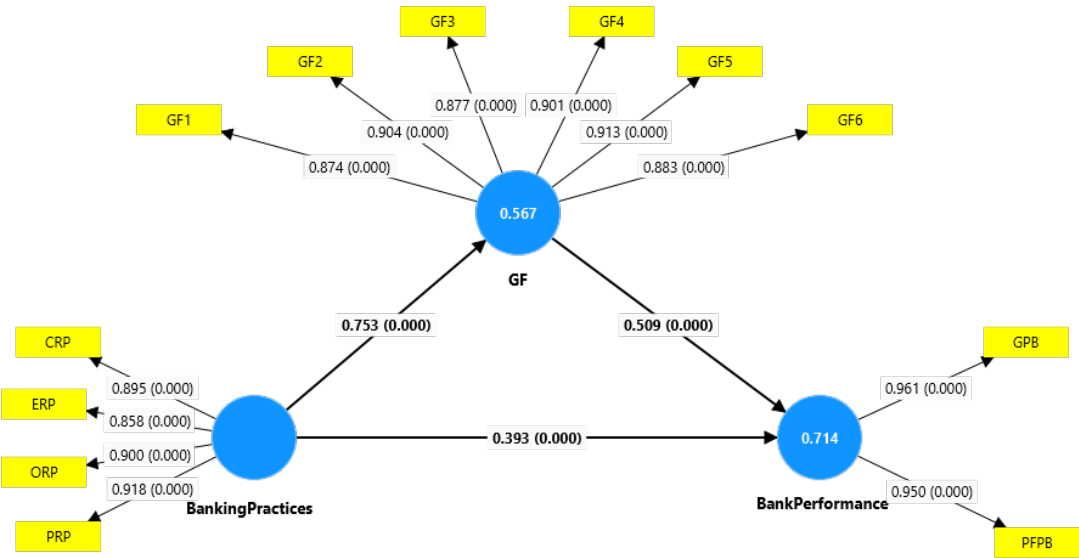 GF3
GF4
GF2
GF5
GF1
GF6
0.877 (0.000)
0.901 (0.000)
0.904 (0.000)
0.913 (0.000)
0.874 (0.000)
0.883 (0.000)
0.567
GF
0.753 (0.000)
0.509 (0.000)
CRP
ERP
ORP
PRP
0.895 (0.000)
0.858 (0.000)
0.900 (0.000)
0.918 (0.000)
BankingPractices
0.393 (0.000)
0.714
BankPerformance
GPB
0.961 (0.000)
0.950 (0.000)
PFPB